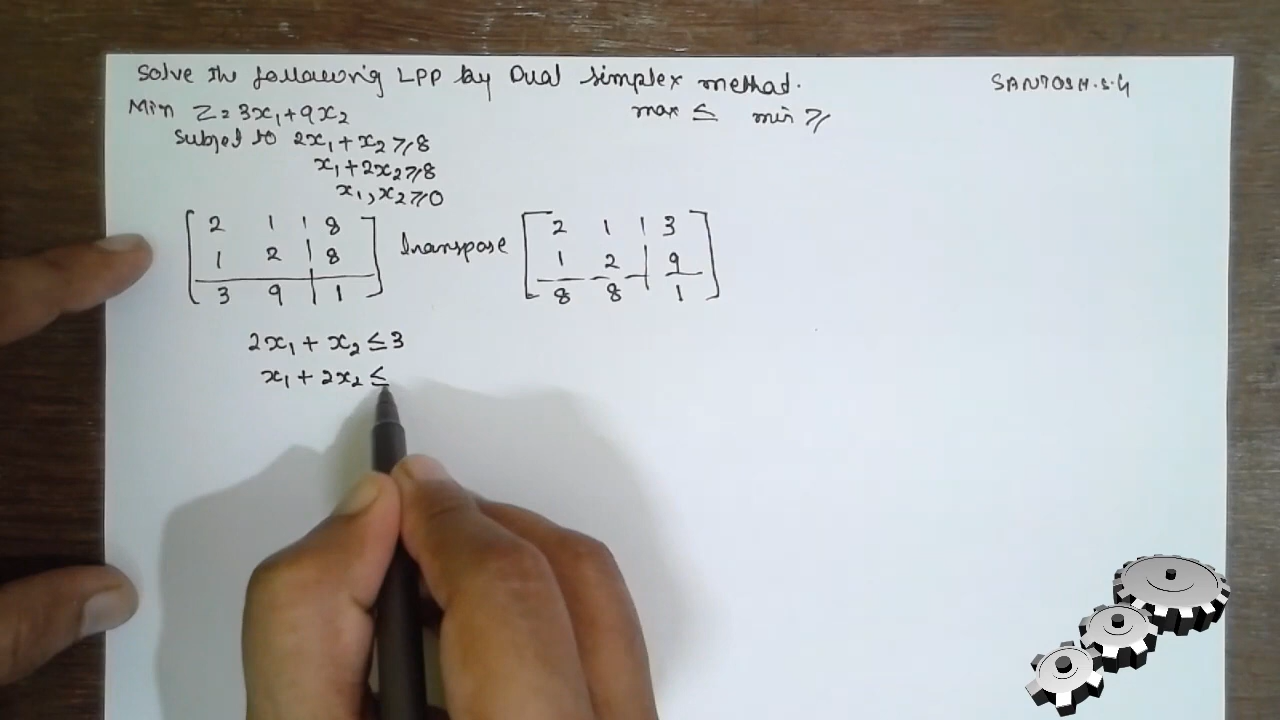 Solve the following LPP by Dual simplex method.
SANTOSH.S.G
Min Z = 3x₁ + 9x₂
max ≤ min ≥
Subjet to 2x₁ + x₂ ≥ 8
x₁ + 2x₂ ≥ 8
x₁, x₂ ≥ 0
2 1 | 8
1 2 | 8
3 9 | 1
transpose
2 1 | 3
1 2 | 9
8 8 1
2x₁ + x₂ ≤ 3
x₁ + 2x₂ ≤